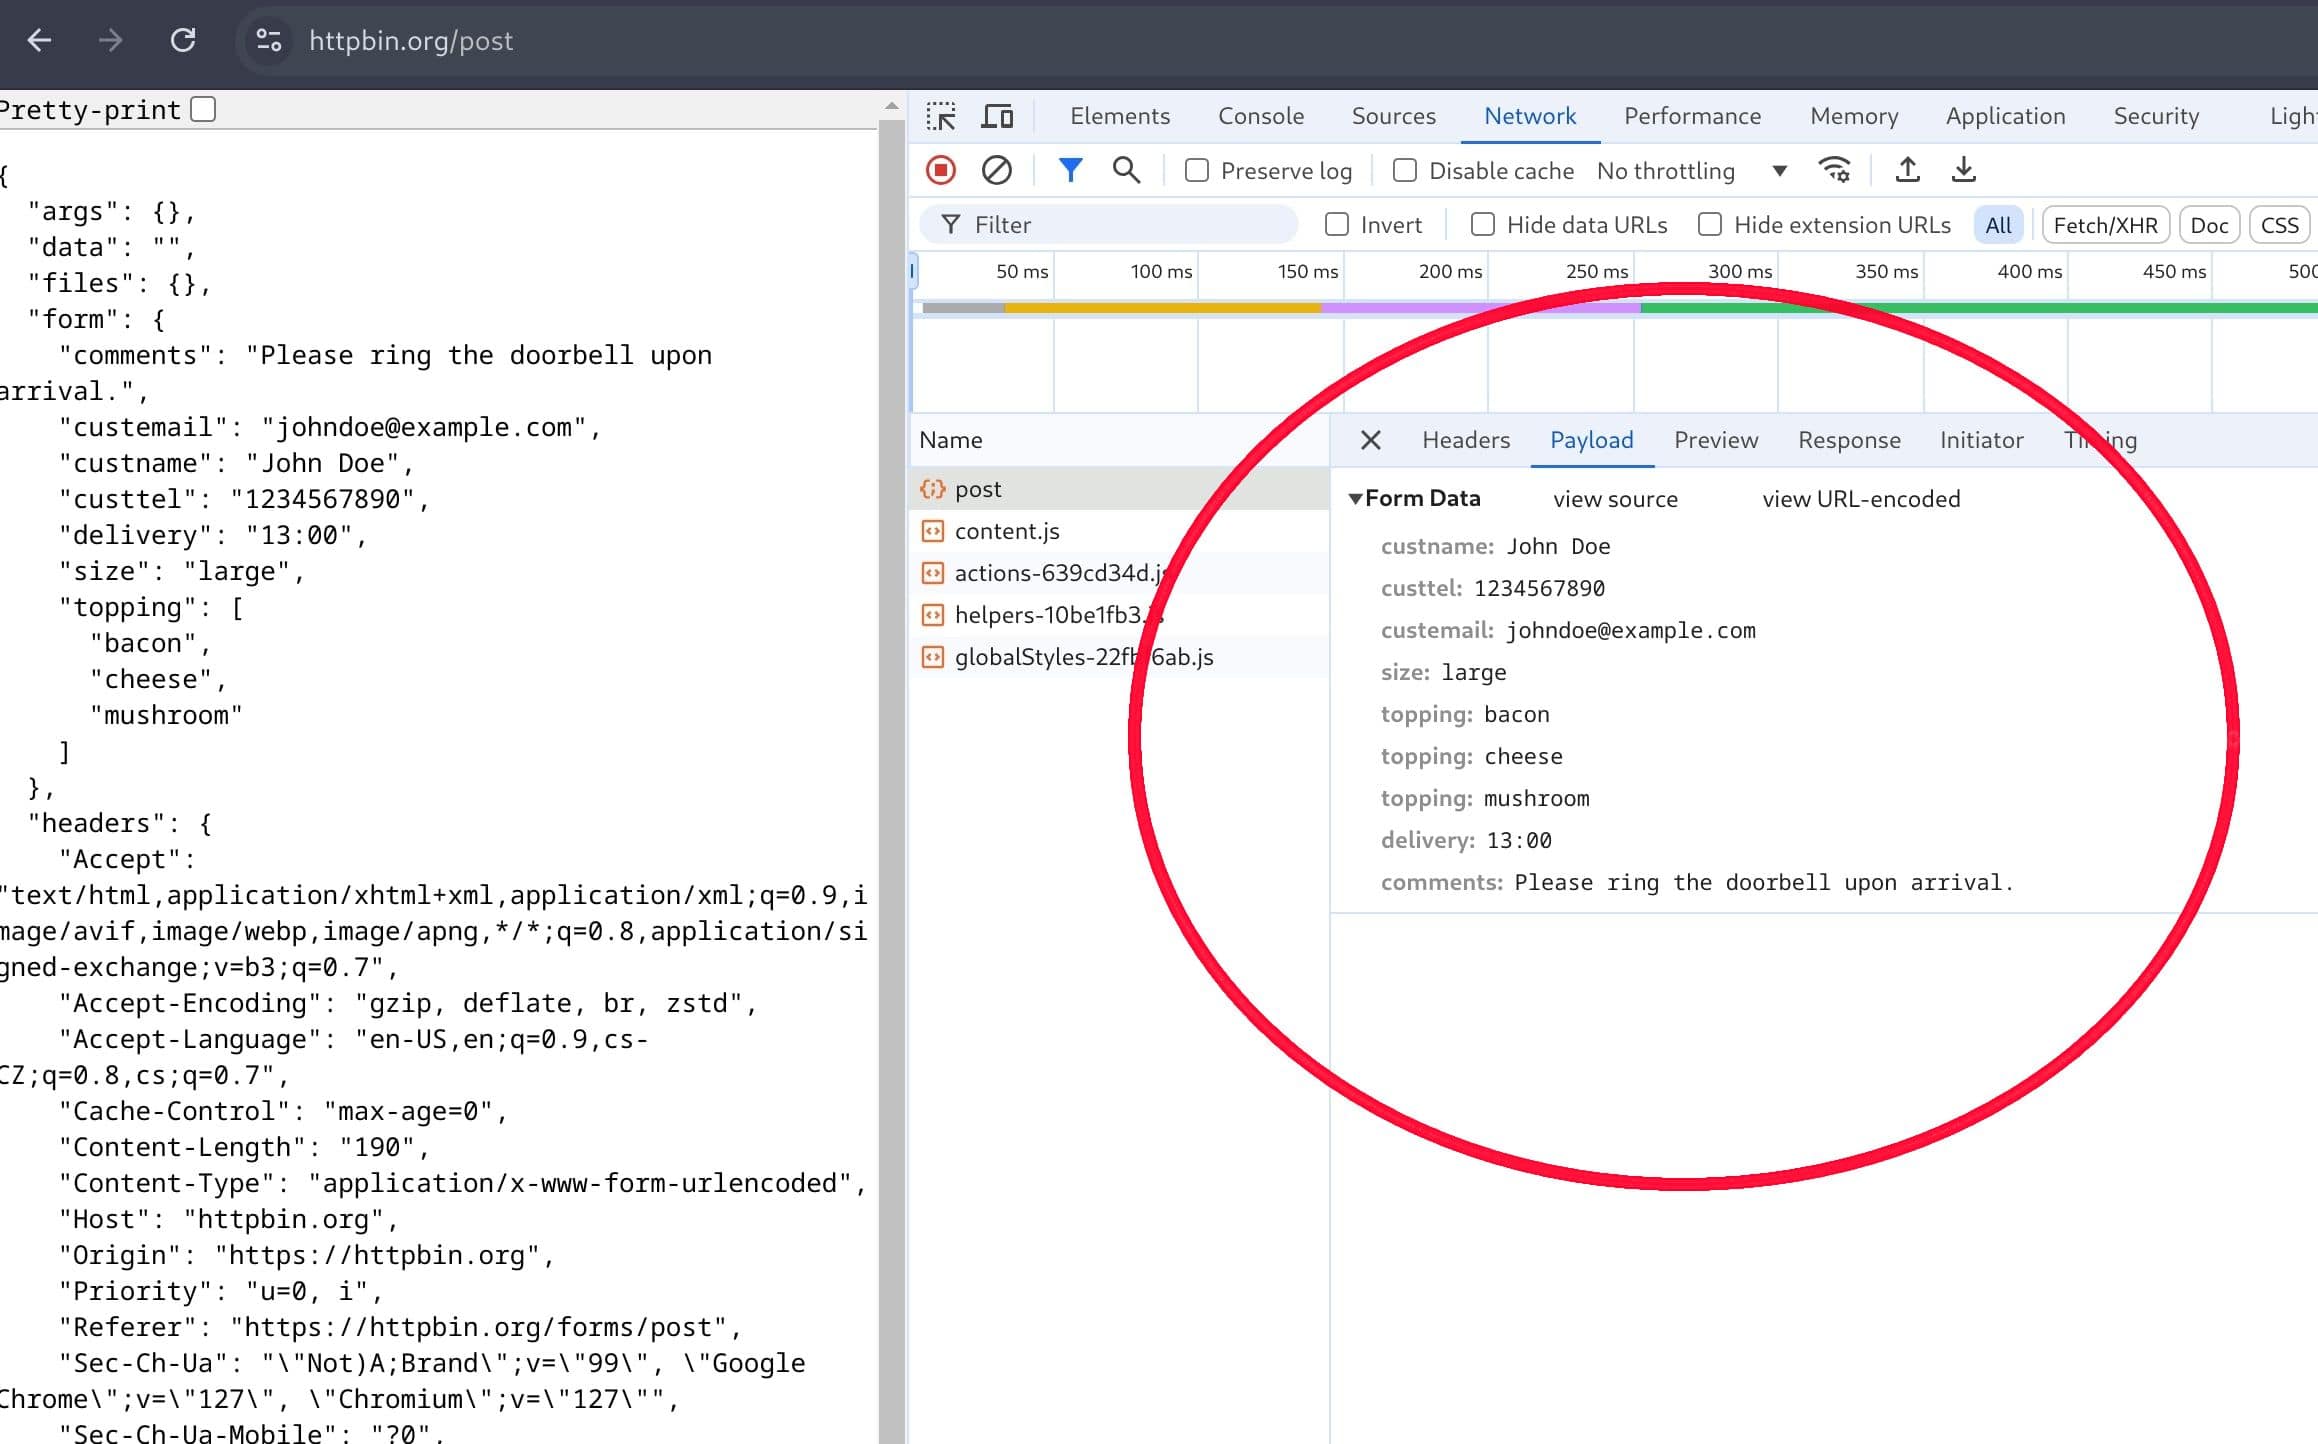 httpbin.org/post
Pretty-print
{
"args": {},
"data": "",
"files": {},
"form": {
"comments": "Please ring the doorbell upon
arrival.",
"custemail": "johndoe@example.com",
"custname": "John Doe",
"custtel": "1234567890",
"delivery": "13:00",
"size": "large",
"topping": [
"bacon",
"cheese",
"mushroom"
]
},
"headers": {
"Accept":
"text/html,application/xhtml+xml,application/xml;q=0.9,i
mage/avif,image/webp,image/apng,*/*;q=0.8,application/si
gned-exchange;v=b3;q=0.7",
"Accept-Encoding": "gzip, deflate, br, zstd",
"Accept-Language": "en-US,en;q=0.9,cs-
CZ;q=0.8,cs;q=0.7",
"Cache-Control": "max-age=0",
"Content-Length": "190",
"Content-Type": "application/x-www-form-urlencoded",
"Host": "httpbin.org",
"Origin": "https://httpbin.org",
"Priority": "u=0, i",
"Referer": "https://httpbin.org/forms/post",
"Sec-Ch-Ua": "\"Not)A;Brand\";v=\"99\", \"Google
Chrome\";v=\"127\", \"Chromium\";v=\"127\"",
"Sec-Ch-Ua-Mobile": "?0",
Elements Console Sources Network Performance Memory Application Security Ligh
Preserve log Disable cache No throttling
Filter Invert Hide data URLs Hide extension URLs All Fetch/XHR Doc CSS
50 ms 100 ms 150 ms 200 ms 250 ms 300 ms 350 ms 400 ms 450 ms 500
Name
post
content.js
actions-639cd34d.js
helpers-10be1fb3.js
Headers Payload Preview Response Initiator Timing
Form Data view source view URL-encoded
custname: John Doe
custtel: 1234567890
custemail: johndoe@example.com
size: large
topping: bacon
topping: cheese
topping: mushroom
delivery: 13:00
comments: Please ring the doorbell upon arrival.